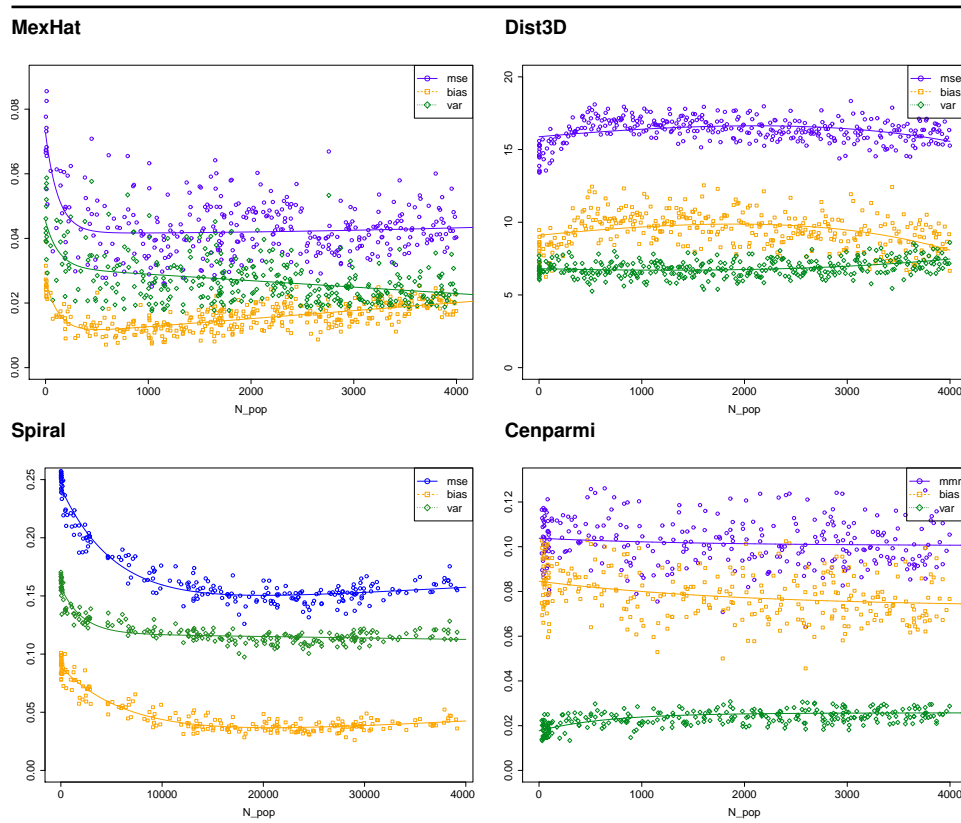 MexHat
Dist3D
mse
bias
var
0.00 0.02 0.04 0.06 0.08
0 1000 2000 3000 4000
N_pop
mse
bias
var
0 5 10 15 20
0 1000 2000 3000 4000
N_pop
Spiral
Cenparmi
mse
bias
var
0.00 0.05 0.10 0.15 0.20 0.25
0 10000 20000 30000 4000
N_pop
mmr
bias
var
0.00 0.02 0.04 0.06 0.08 0.10 0.12
0 1000 2000 3000 4000
N_pop